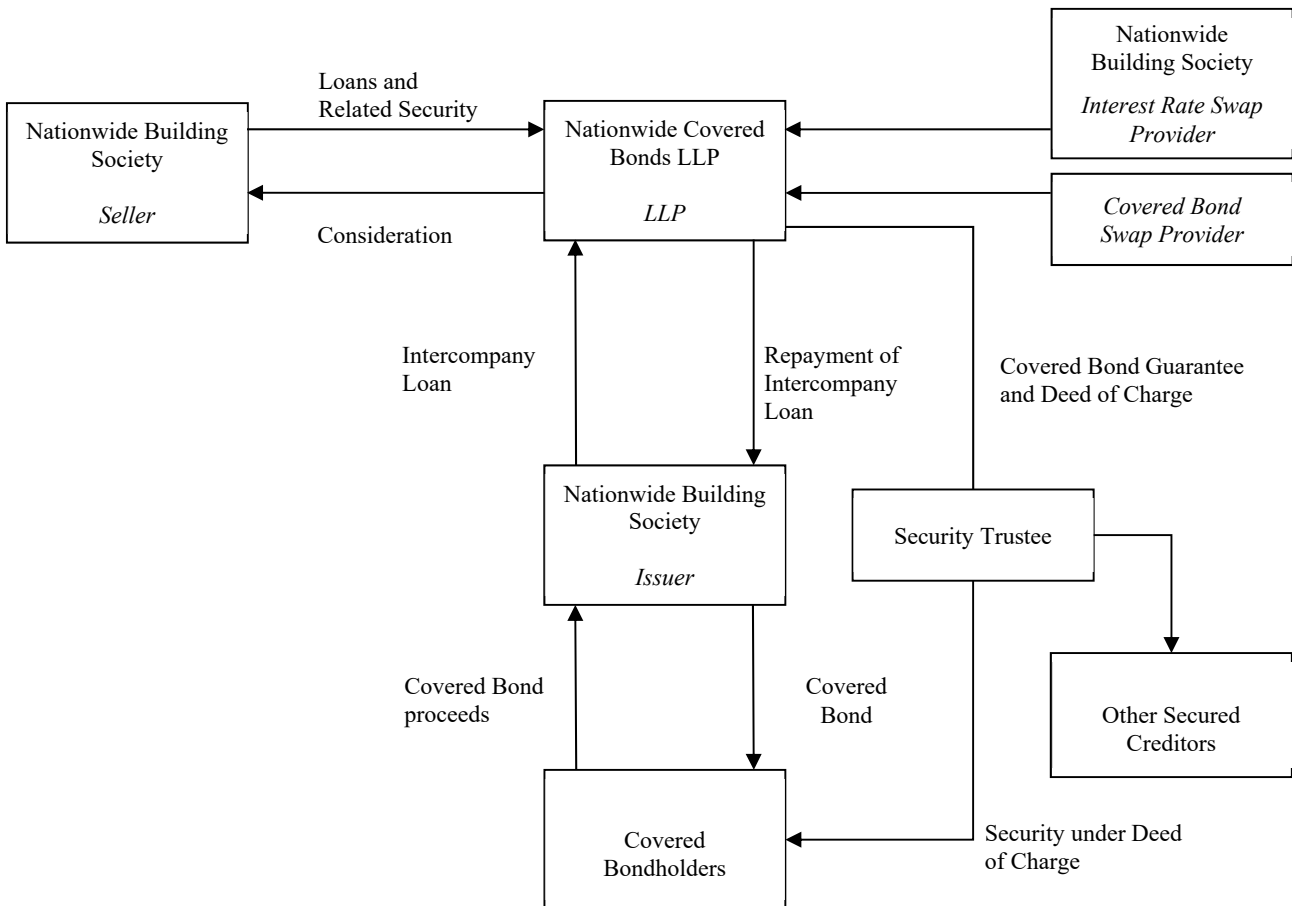 Nationwide
Building Society
Interest Rate Swap
Provider
Loans and
Related Security
Nationwide Building
Society
Seller
Nationwide Covered
Bonds LLP
LLP
Consideration
Covered Bond
Swap Provider
Intercompany
Loan
Repayment of
Intercompany
Loan
Covered Bond Guarantee
and Deed of Charge
Nationwide Building
Society
Issuer
Security Trustee
Covered Bond
proceeds
Covered
Bond
Other Secured
Creditors
Covered
Bondholders
Security under Deed
of Charge